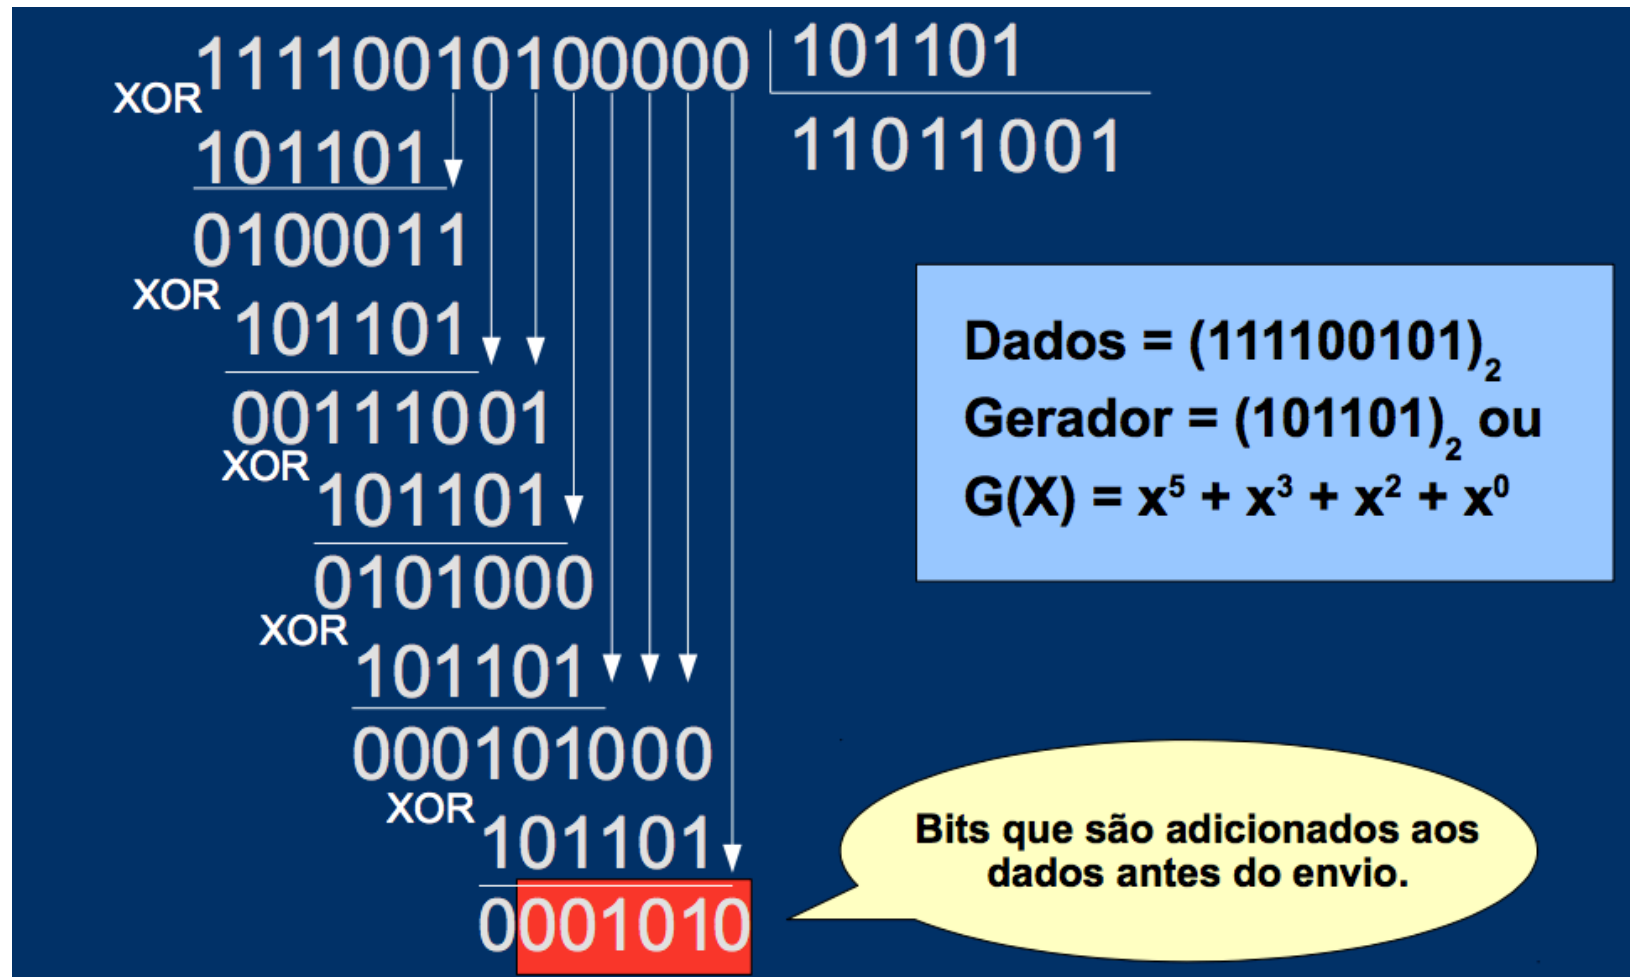 11110010100000 101101
XOR
101101 11011001
0100011
XOR
101101
00111001
XOR
101101
0101000
XOR
101101
000101000
XOR
101101
0001010
Dados = (111100101)₂
Gerador = (101101)₂ ou
G(X) = x⁵ + x³ + x² + x⁰
Bits que são adicionados aos
dados antes do envio.